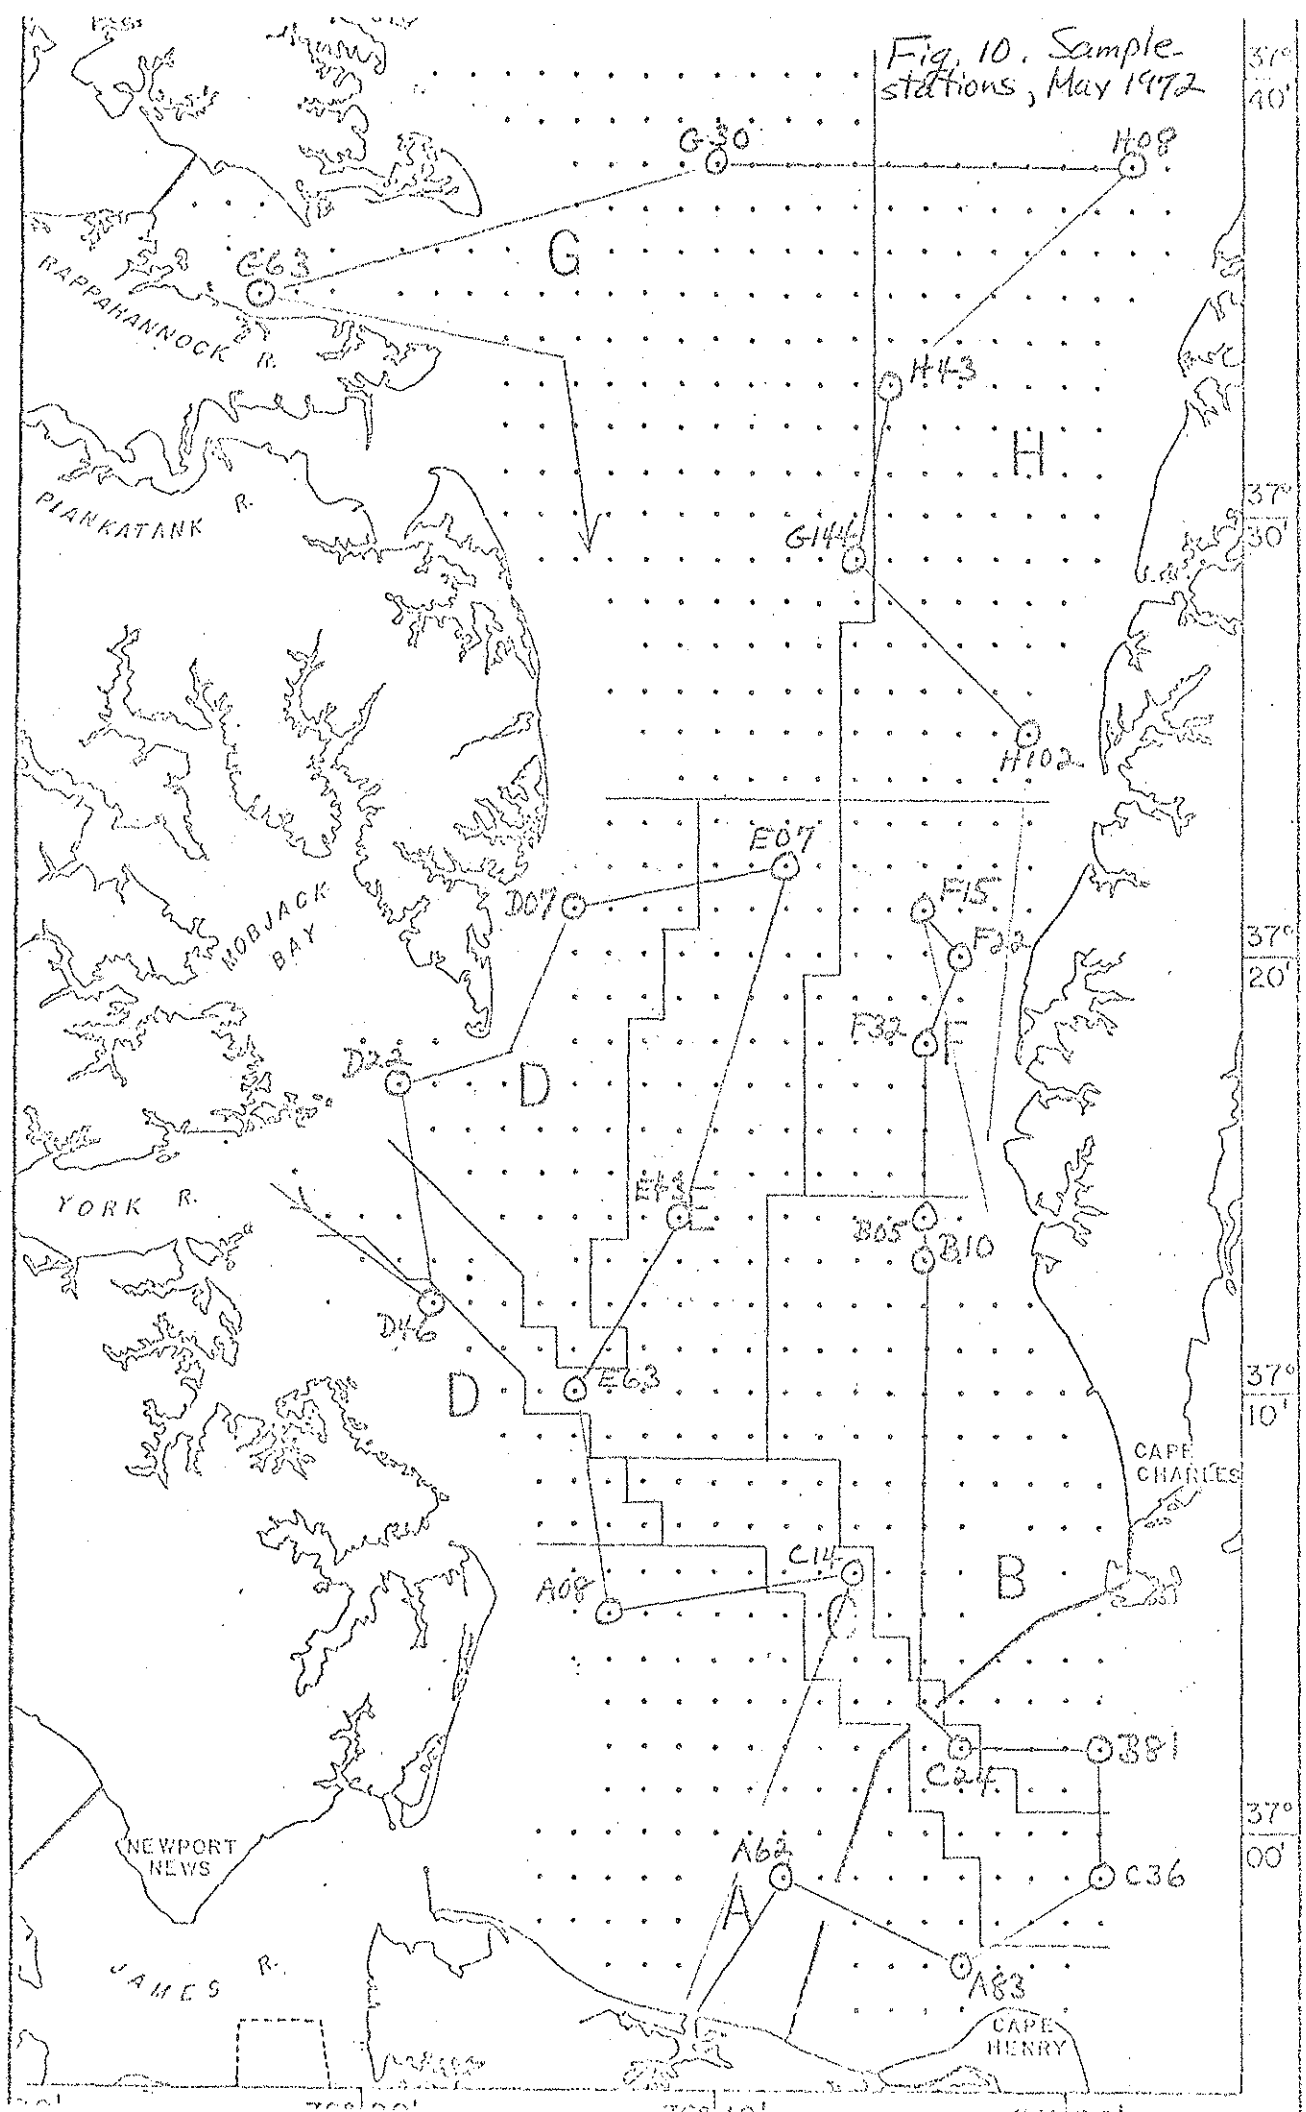 Fig. 10. Sample
stations, May 1972
37°
40'
G30
H08
G
G63
RAPPAHANNOCK R.
H43
H
37°
30'
PIANKATANK R.
G144
H102
E07
D07
F15
MOBJACK
BAY
F22
37°
20'
F32
F
D22
D
E43
E
YORK R.
B05
B10
D46
E63
D
37°
10'
CAPE
CHARLES
C14
B
A08
C
B81
C24
37°
00'
NEWPORT
NEWS
A62
C36
A
A83
JAMES R.
CAPE
HENRY